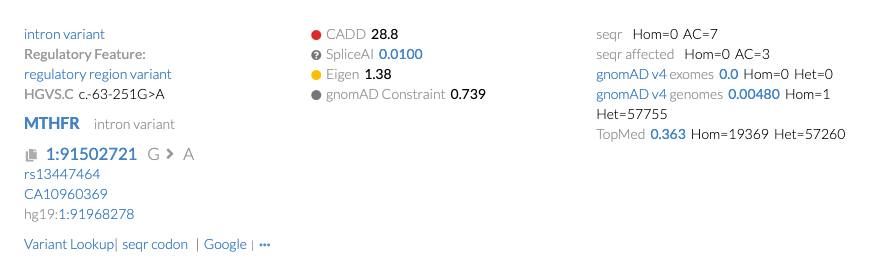 intron variant
Regulatory Feature:
regulatory region variant
HGVS.C c.-63-251G>A
MTHFR intron variant
1:91502721 G > A
rs13447464
CA10960369
hg19:1:91968278
Variant Lookup| seqr codon | Google | •••
CADD 28.8
SpliceAI 0.0100
Eigen 1.38
gnomAD Constraint 0.739
seqr Hom=0 AC=7
seqr affected Hom=0 AC=3
gnomAD v4 exomes 0.0 Hom=0 Het=0
gnomAD v4 genomes 0.00480 Hom=1
Het=57755
TopMed 0.363 Hom=19369 Het=57260